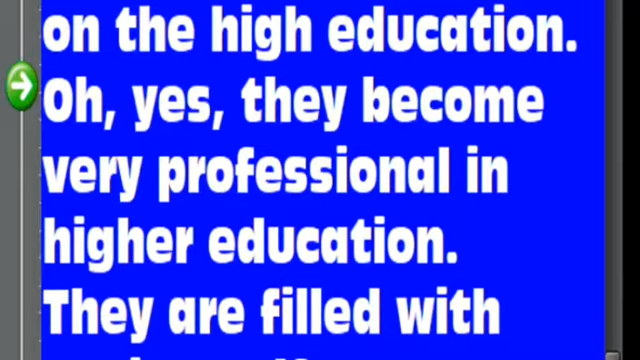 on the high education.
Oh, yes, they become
very professional in
higher education.
They are filled with